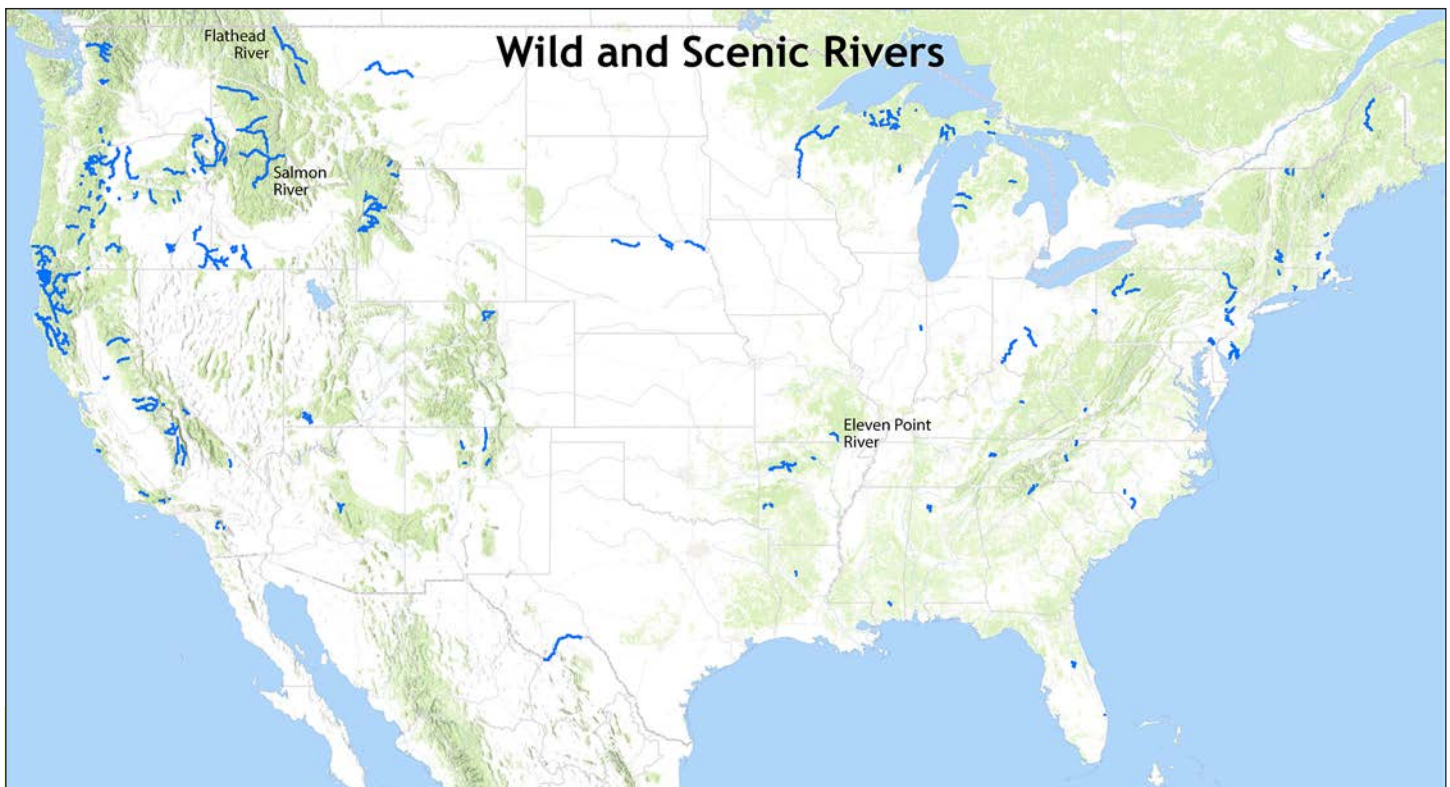 Wild and Scenic Rivers
Flathead
River
Salmon
River
Eleven Point
River